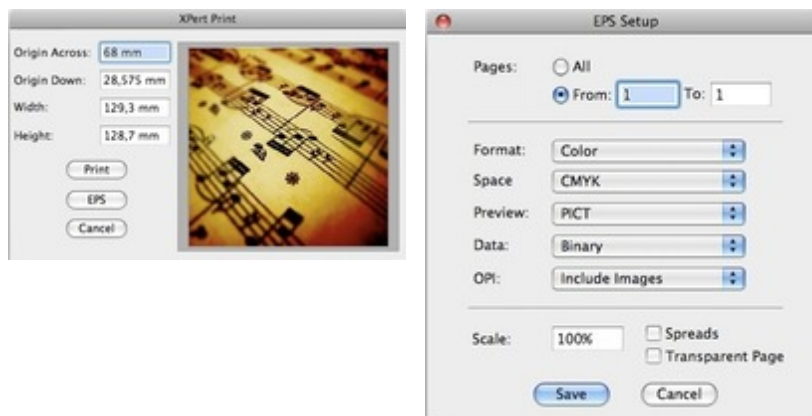 XPert Print
Origin Across: 68 mm
Origin Down: 28,575 mm
Width: 129,3 mm
Height: 128,7 mm
Print
EPS
Cancel
EPS Setup
Pages: All
From: 1 To: 1
Format: Color
Space CMYK
Preview: PICT
Data: Binary
OPI: Include Images
Scale: 100% Spreads
Transparent Page
Save Cancel